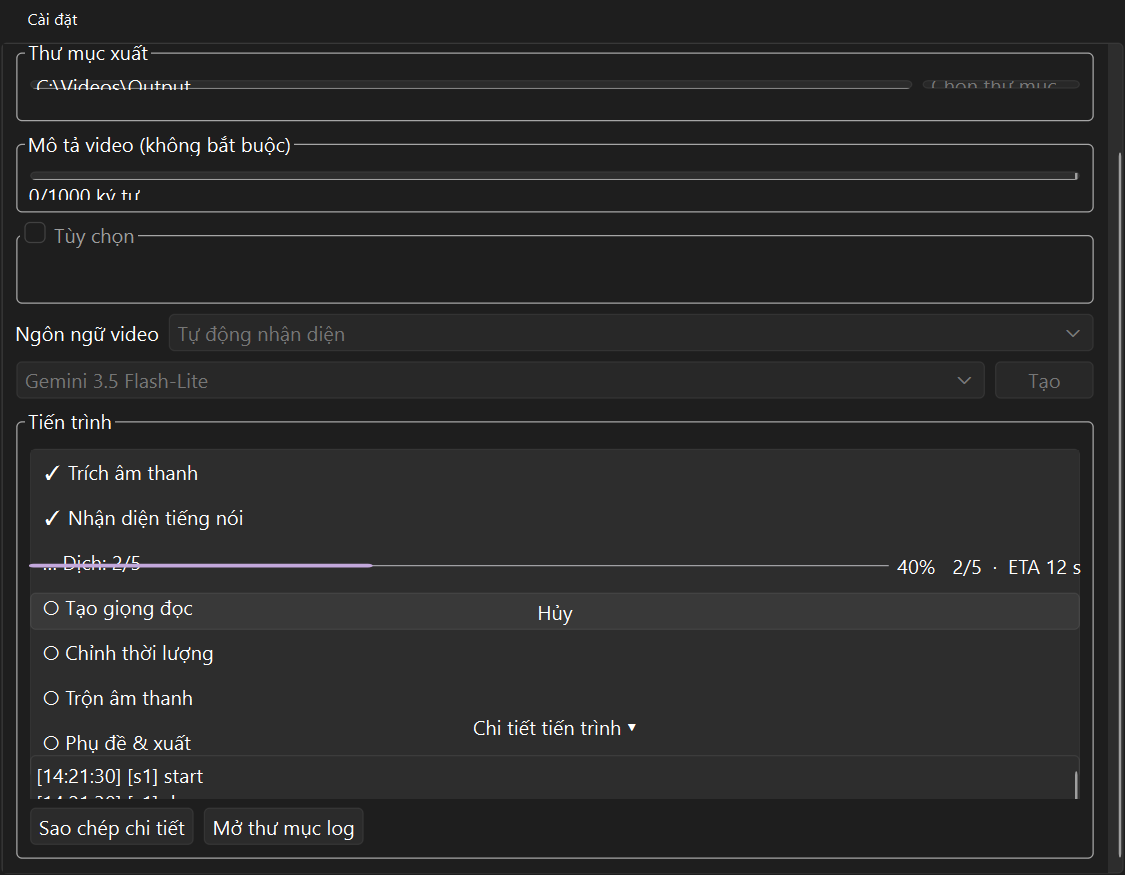 Cài đặt
Thư mục xuất
C:\Videos\Output
Chọn thư mục
Mô tả video (không bắt buộc)
0/1000 ký tự
Tùy chọn
Ngôn ngữ video
Tự động nhận diện
Gemini 3.5 Flash-Lite
Tạo
Tiến trình
✓ Trích âm thanh
✓ Nhận diện tiếng nói
... Dịch: 2/5
40% 2/5 · ETA 12 s
○ Tạo giọng đọc
Hủy
○ Chỉnh thời lượng
○ Trộn âm thanh
Chi tiết tiến trình ▾
○ Phụ đề & xuất
[14:21:30] [s1] start
Sao chép chi tiết
Mở thư mục log